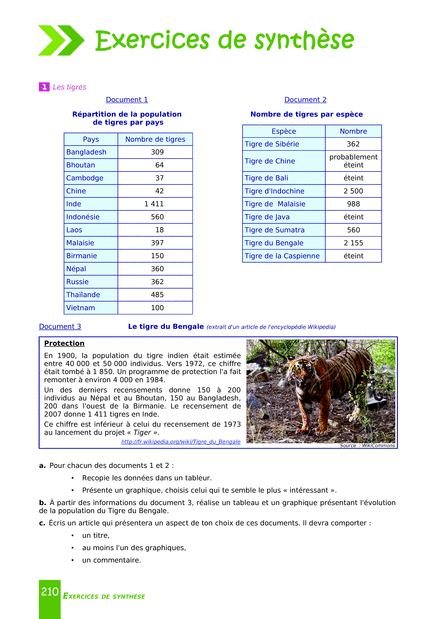 Exercices de synthèse
1 Les tigres
Document 1
Répartition de la population
de tigres par pays
Pays Nombre de tigres
Bangladesh 309
Bhoutan 64
Cambodge 37
Chine 42
Inde 1 411
Indonésie 560
Laos 18
Malaisie 397
Birmanie 150
Népal 360
Russie 362
Thaïlande 485
Vietnam 100
Document 2
Nombre de tigres par espèce
Espèce Nombre
Tigre de Sibérie 362
Tigre de Chine probablement
éteint
Tigre de Bali éteint
Tigre d'Indochine 2 500
Tigre de Malaisie 988
Tigre de Java éteint
Tigre de Sumatra 560
Tigre du Bengale 2 155
Tigre de la Caspienne éteint
Document 3 Le tigre du Bengale (extrait d'un article de l'encyclopédie Wikipedia)
Protection
En 1900, la population du tigre indien était estimée
entre 40 000 et 50 000 individus. Vers 1972, ce chiffre
était tombé à 1 850. Un programme de protection l'a fait
remonter à environ 4 000 en 1984.
Un des derniers recensements donne 150 à 200
individus au Népal et au Bhoutan, 150 au Bangladesh,
200 dans l'ouest de la Birmanie. Le recensement de
2007 donne 1 411 tigres en Inde.
Ce chiffre est inférieur à celui du recensement de 1973
au lancement du projet « Tiger ».
http://fr.wikipedia.org/wiki/Tigre_du_Bengale
Source : WikiCommons
a. Pour chacun des documents 1 et 2 :
• Recopie les données dans un tableur.
• Présente un graphique, choisis celui qui te semble le plus « intéressant ».
b. À partir des informations du document 3, réalise un tableau et un graphique présentant l'évolution
de la population du Tigre du Bengale.
c. Écris un article qui présentera un aspect de ton choix de ces documents. Il devra comporter :
• un titre,
• au moins l'un des graphiques,
• un commentaire.
210 EXERCICES DE SYNTHÈSE